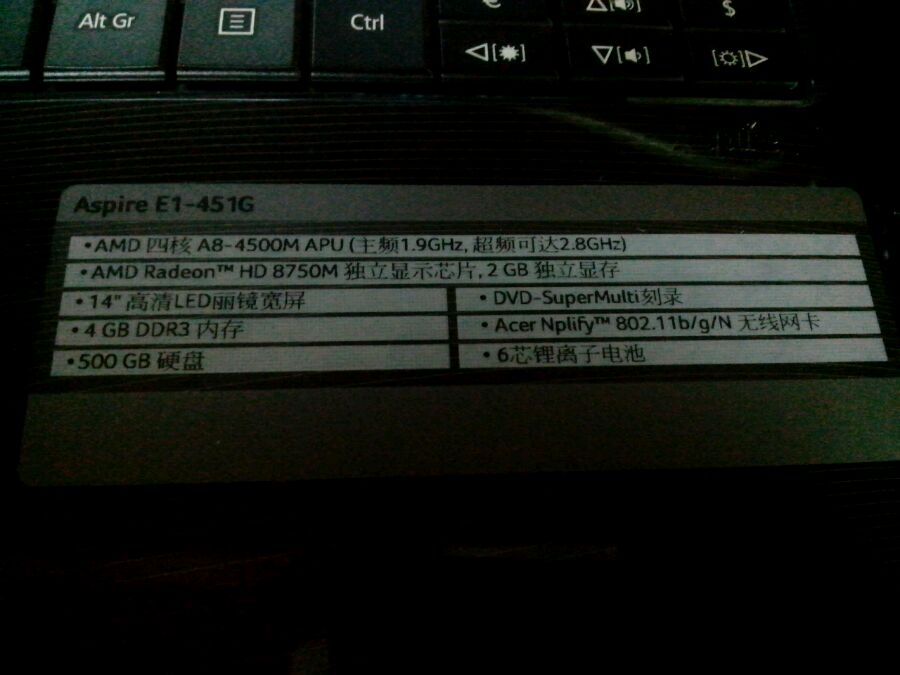 Alt Gr
Ctrl
€
$
Aspire E1-451G
•AMD 四核 A8-4500M APU (主频1.9GHz, 超频可达2.8GHz)
•AMD Radeon™ HD 8750M 独立显示芯片, 2 GB 独立显存
•14" 高清LED丽镜宽屏
•DVD-SuperMulti刻录
•4 GB DDR3 内存
•Acer Nplify™ 802.11b/g/N 无线网卡
•500 GB 硬盘
•6芯锂离子电池